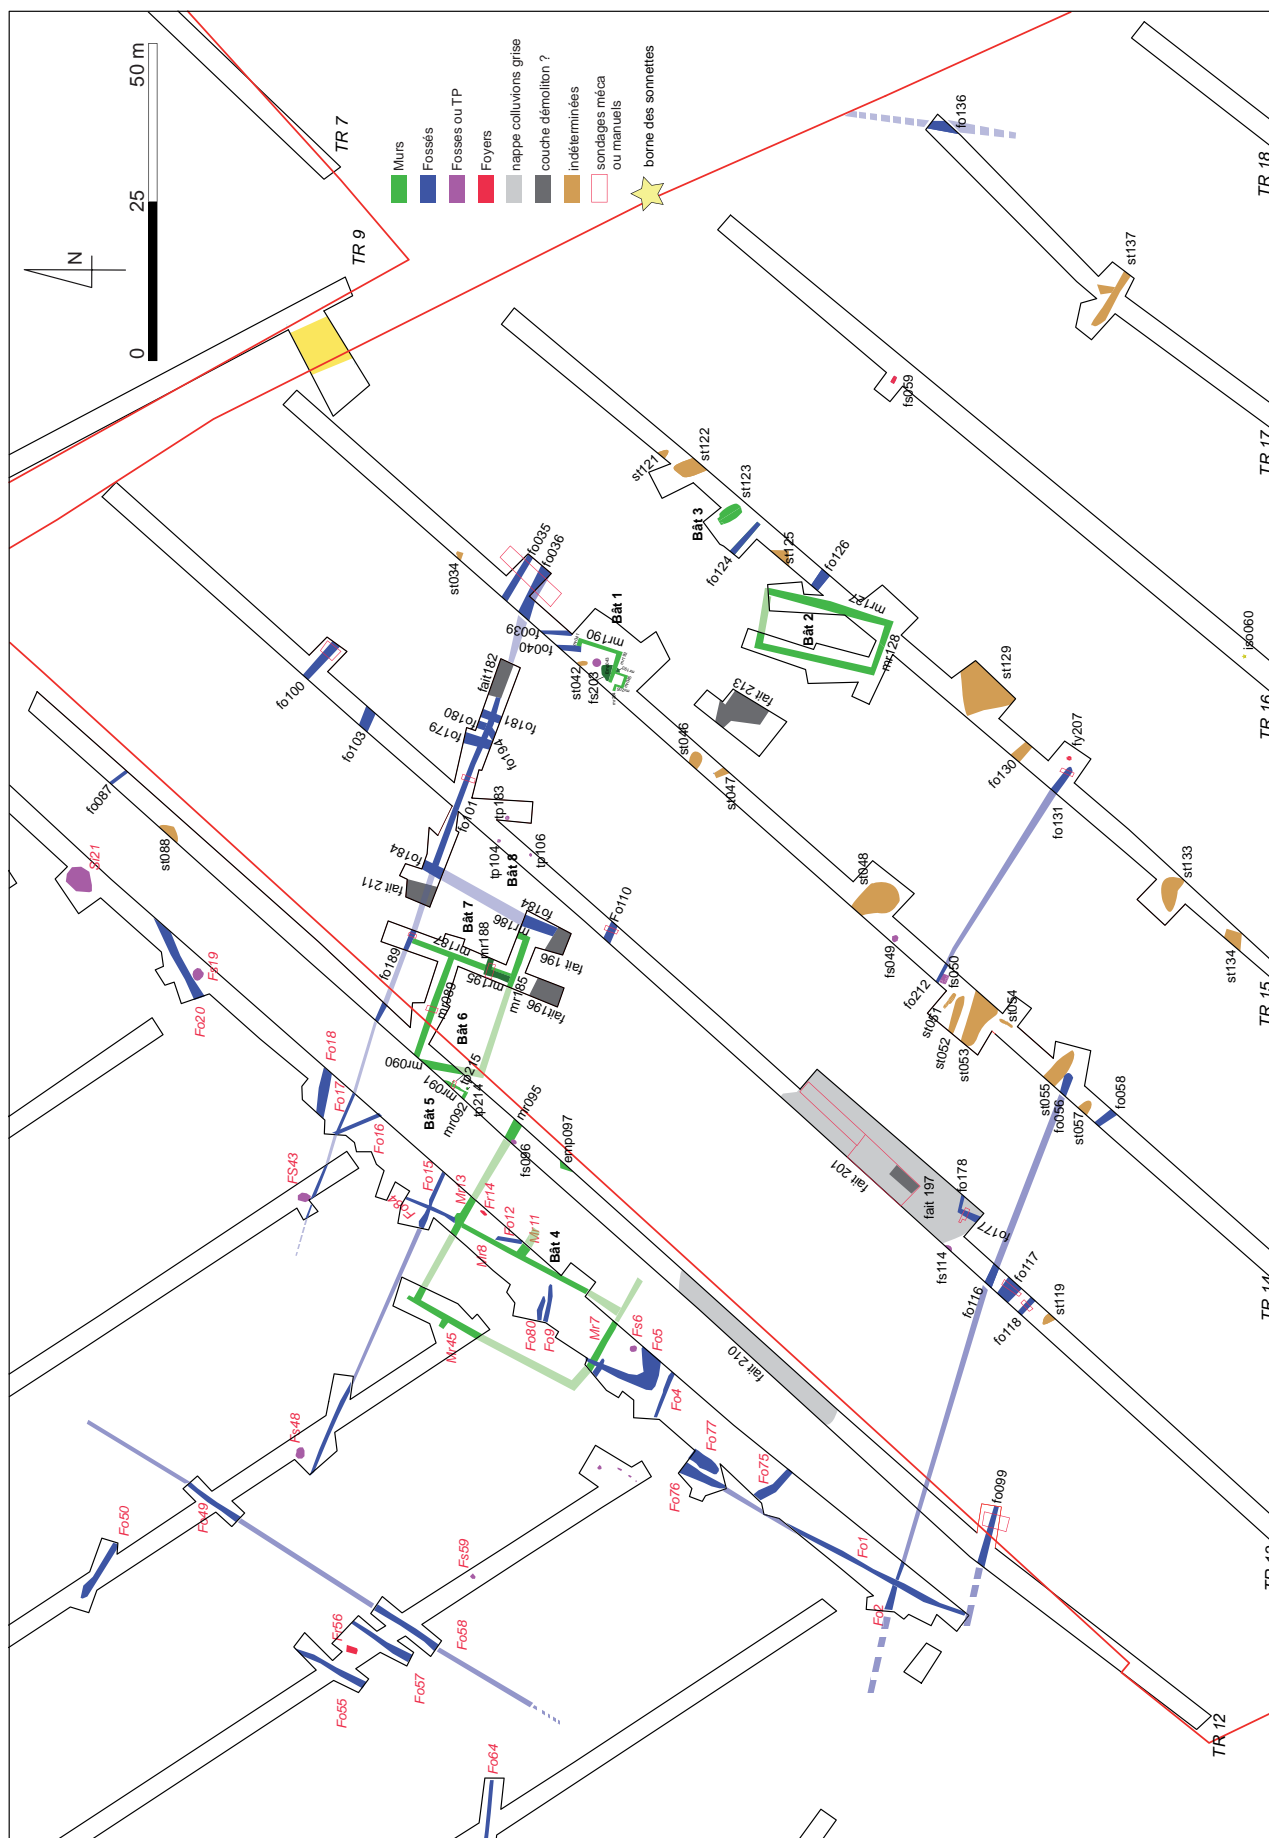 N
0
25
50 m
TR 7
TR 9
Murs
Fossés
Fosses ou TP
Foyers
nappe colluvions grise
couche démoliton ?
Indéterminées
sondages méca
ou manuels
borne des sonnettes
fo136
TR 18
st137
TR 17
fs059
iso060
TR 16
st121
st122
st123
Bât 3
fo124
st125
fo126
mr127
Bât 2
mr128
fait 213
st129
fo130
fy207
fo131
st133
st134
TR 15
st034
fo035
fo036
fo039
fo040
Bât 1
mr190
st042
fs203
st046
st047
st048
fs049
fs050
fo212
st051
st052
st053
st054
st055
fo056
st057
fo058
TR 14
fo100
fo103
fait182
fo181
fo180
fo179
fo194
fo101
tp183
tp104
tp106
Bât 8
fo184
fait 211
fo184
Fo110
fait 196
fait196
mr186
Bât 7
mr188
mr187
mr195
mr185
fo189
mr089
Bât 6
mr090
mr091
mr092
tp215
tp214
Bât 5
mr095
fs096
emp097
fo087
st088
fait 201
fait 197
fo178
fo177
fs114
fo116
fo117
fo118
st119
fait 210
fo099
TR 12
St21
Fs19
Fo20
Fo18
Fo17
Fo16
FS43
Fo15
Fo84
Mr13
Fr14
Fo12
Mr11
Mr8
Bât 4
Mr45
Fo80
Fo9
Mr7
Fs6
Fo5
Fo4
Fo77
Fo76
Fo75
Fo1
Fo2
Fs48
Fo49
Fo50
Fs59
Fo58
Fr56
Fo57
Fo55
Fo64